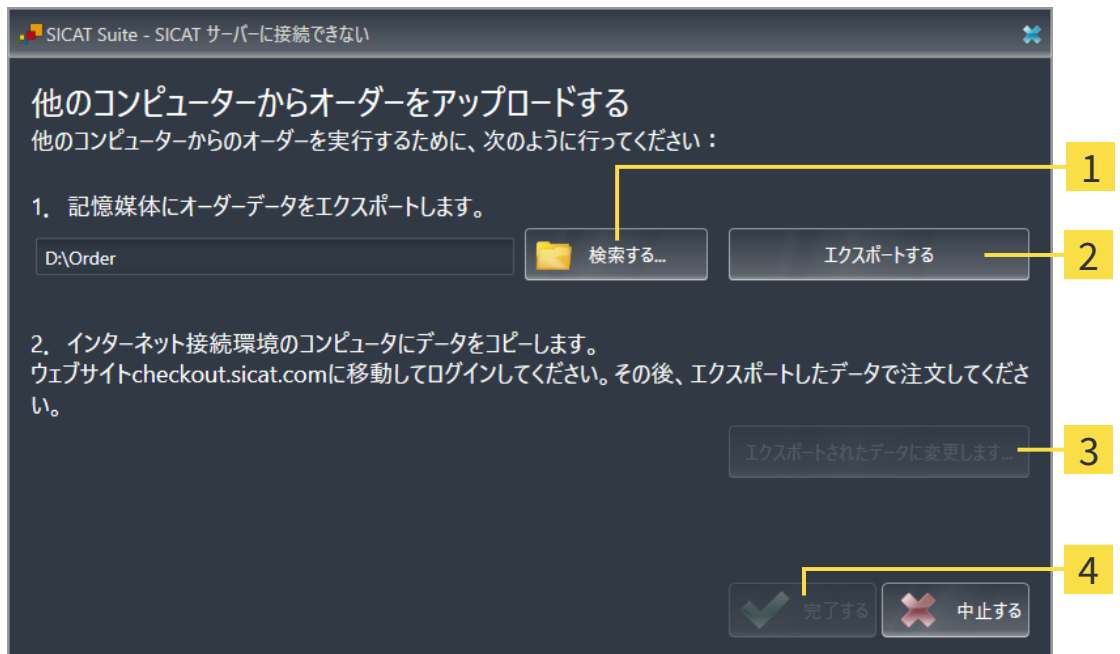 SICAT Suite - SICAT サーバーに接続できない
他のコンピューターからオーダーをアップロードする
他のコンピューターからのオーダーを実行するために、次のように行ってください：
1
1．記憶媒体にオーダーデータをエクスポートします。
D:\Order
検索する...
エクスポートする
2
2．インターネット接続環境のコンピュータにデータをコピーします。
ウェブサイトcheckout.sicat.comに移動してログインしてください。その後、エクスポートしたデータで注文してくださ
い。
エクスポートされたデータに変更します...
3
4
完了する
中止する